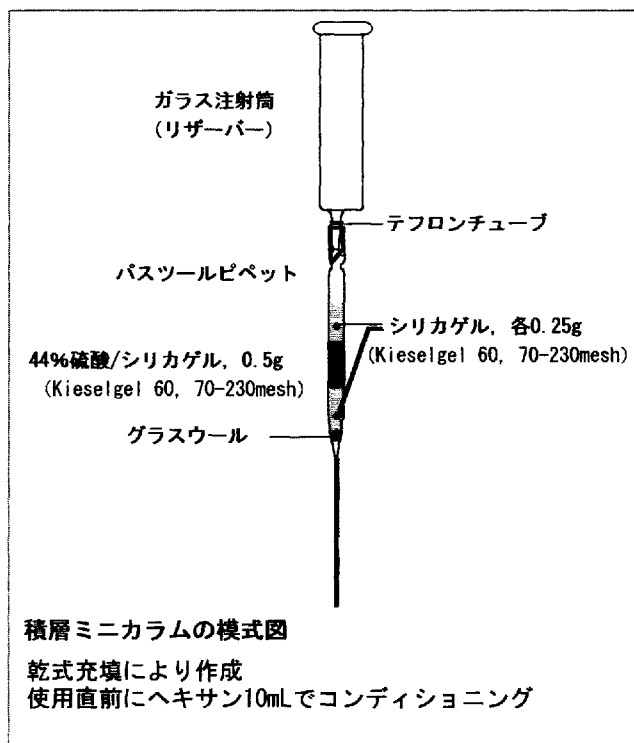 ガラス注射筒
(リザーバー)
テフロンチューブ
パスツールピペット
シリカゲル, 各0.25g
(Kieselgel 60, 70-230mesh)
44%硫酸/シリカゲル, 0.5g
(Kieselgel 60, 70-230mesh)
グラスウール
積層ミニカラムの模式図
乾式充填により作成
使用直前にヘキサン10mLでコンディショニング